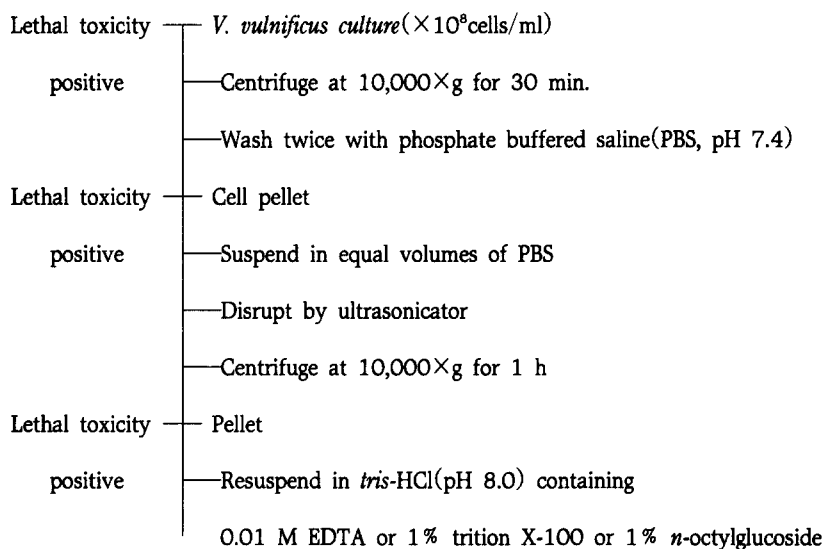 Lethal toxicity V. vulnificus culture(×10⁸cells/ml)
positive Centrifuge at 10,000×g for 30 min.
Wash twice with phosphate buffered saline(PBS, pH 7.4)
Lethal toxicity Cell pellet
positive Suspend in equal volumes of PBS
Disrupt by ultrasonicator
Centrifuge at 10,000×g for 1 h
Lethal toxicity Pellet
positive Resuspend in tris-HCl(pH 8.0) containing
0.01 M EDTA or 1% trition X-100 or 1% n-octylglucoside